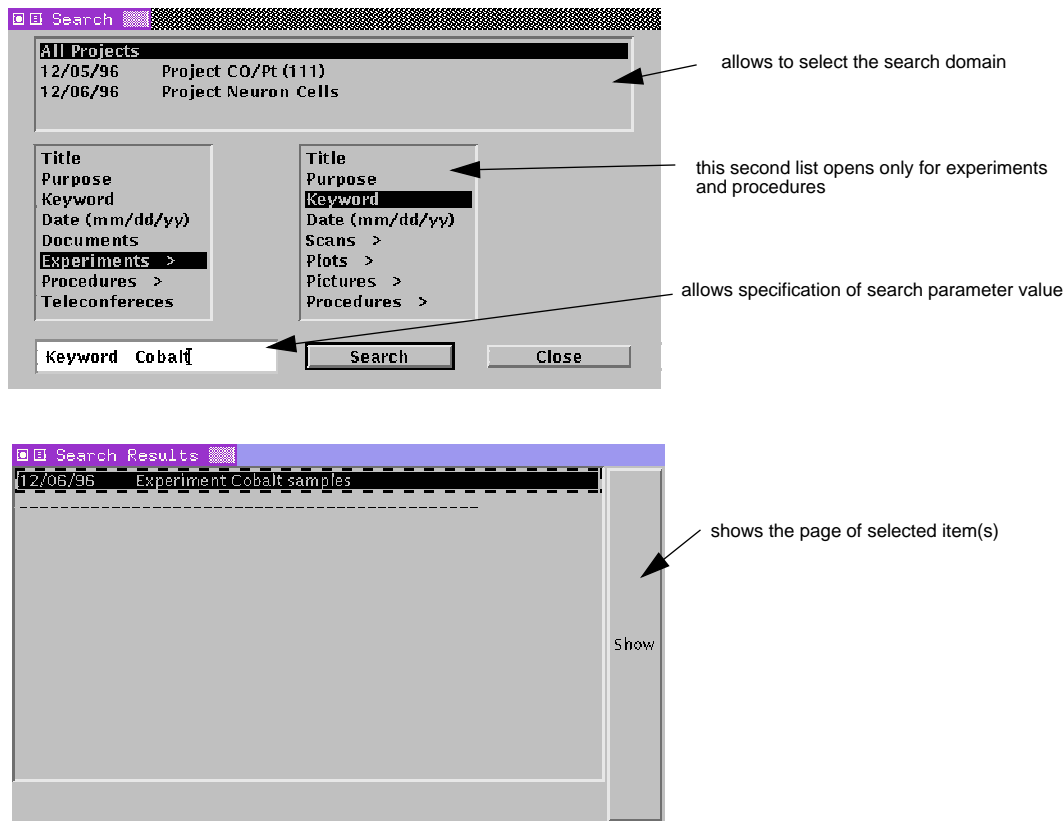 Search
All Projects
12/05/96 Project CO/Pt (111)
12/06/96 Project Neuron Cells
allows to select the search domain
Title
Purpose
Keyword
Date (mm/dd/yy)
Documents
Experiments >
Procedures >
Teleconfereces
Title
Purpose
Keyword
Date (mm/dd/yy)
Scans >
Plots >
Pictures >
Procedures >
this second list opens only for experiments
and procedures
allows specification of search parameter value
Keyword Cobalt
Search
Close
Search Results
12/06/96 Experiment Cobalt samples
Show
shows the page of selected item(s)